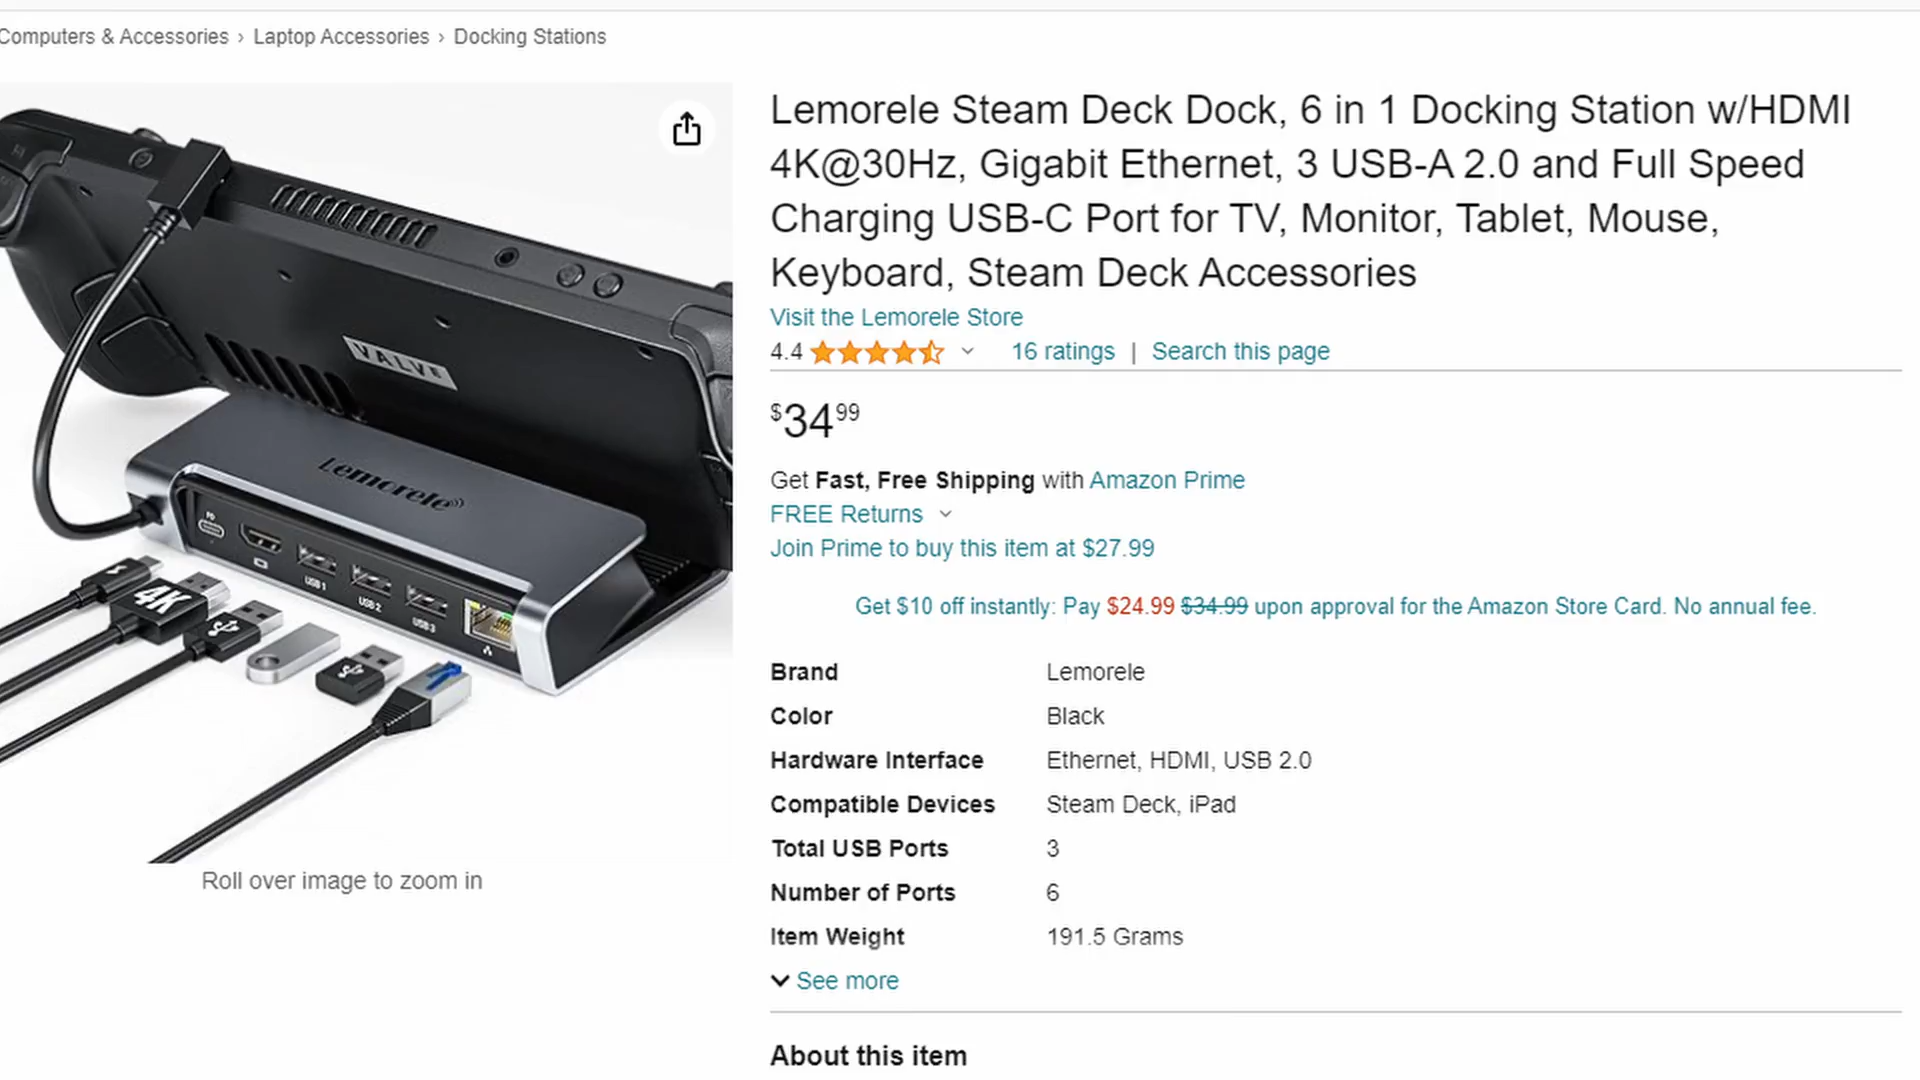 Computers & Accessories › Laptop Accessories › Docking Stations
VALVE
Lemorele
PD
USB 1
USB 2
USB 3
4K
Roll over image to zoom in
Lemorele Steam Deck Dock, 6 in 1 Docking Station w/HDMI
4K@30Hz, Gigabit Ethernet, 3 USB-A 2.0 and Full Speed
Charging USB-C Port for TV, Monitor, Tablet, Mouse,
Keyboard, Steam Deck Accessories
Visit the Lemorele Store
4.4 16 ratings | Search this page
$34 99
Get Fast, Free Shipping with Amazon Prime
FREE Returns
Join Prime to buy this item at $27.99
Get $10 off instantly: Pay $24.99 $34.99 upon approval for the Amazon Store Card. No annual fee.
Brand Lemorele
Color Black
Hardware Interface Ethernet, HDMI, USB 2.0
Compatible Devices Steam Deck, iPad
Total USB Ports 3
Number of Ports 6
Item Weight 191.5 Grams
See more
About this item